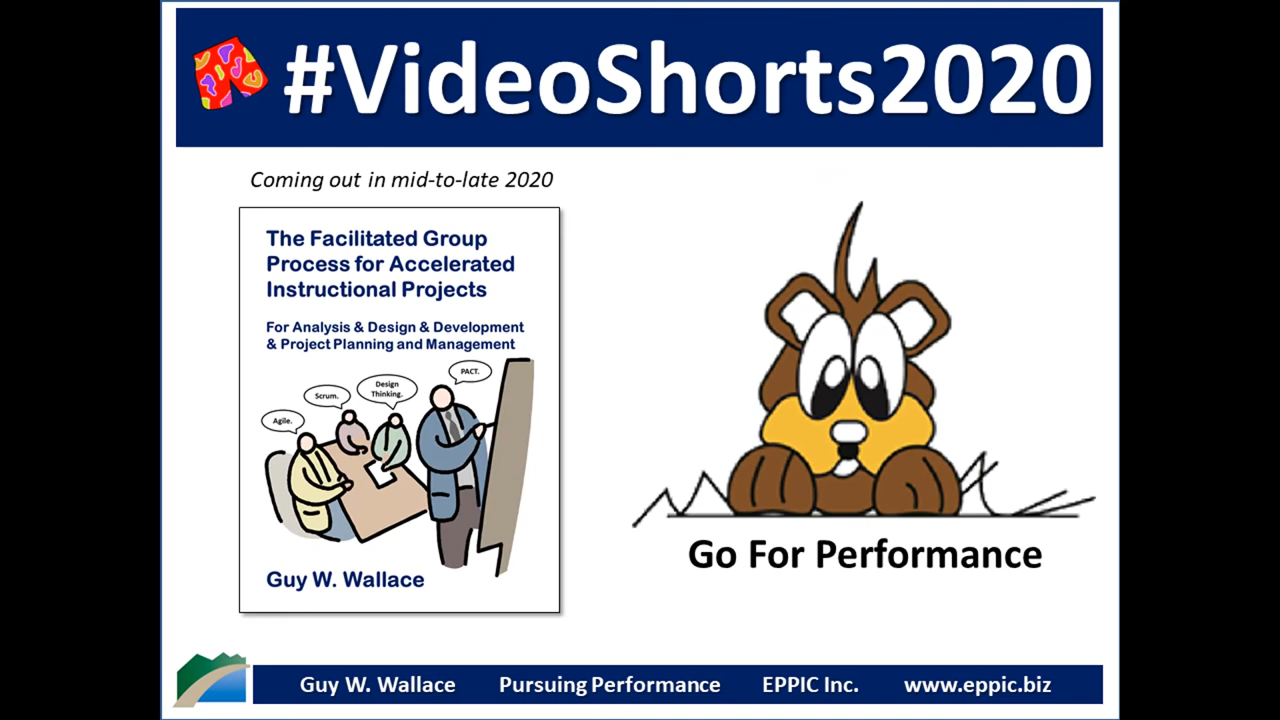 #VideoShorts2020
Coming out in mid-to-late 2020
The Facilitated Group
Process for Accelerated
Instructional Projects
For Analysis & Design & Development
& Project Planning and Management
Agile.
Scrum.
Design
Thinking.
PACT.
Guy W. Wallace
Go For Performance
Guy W. Wallace Pursuing Performance EPPIC Inc. www.eppic.biz